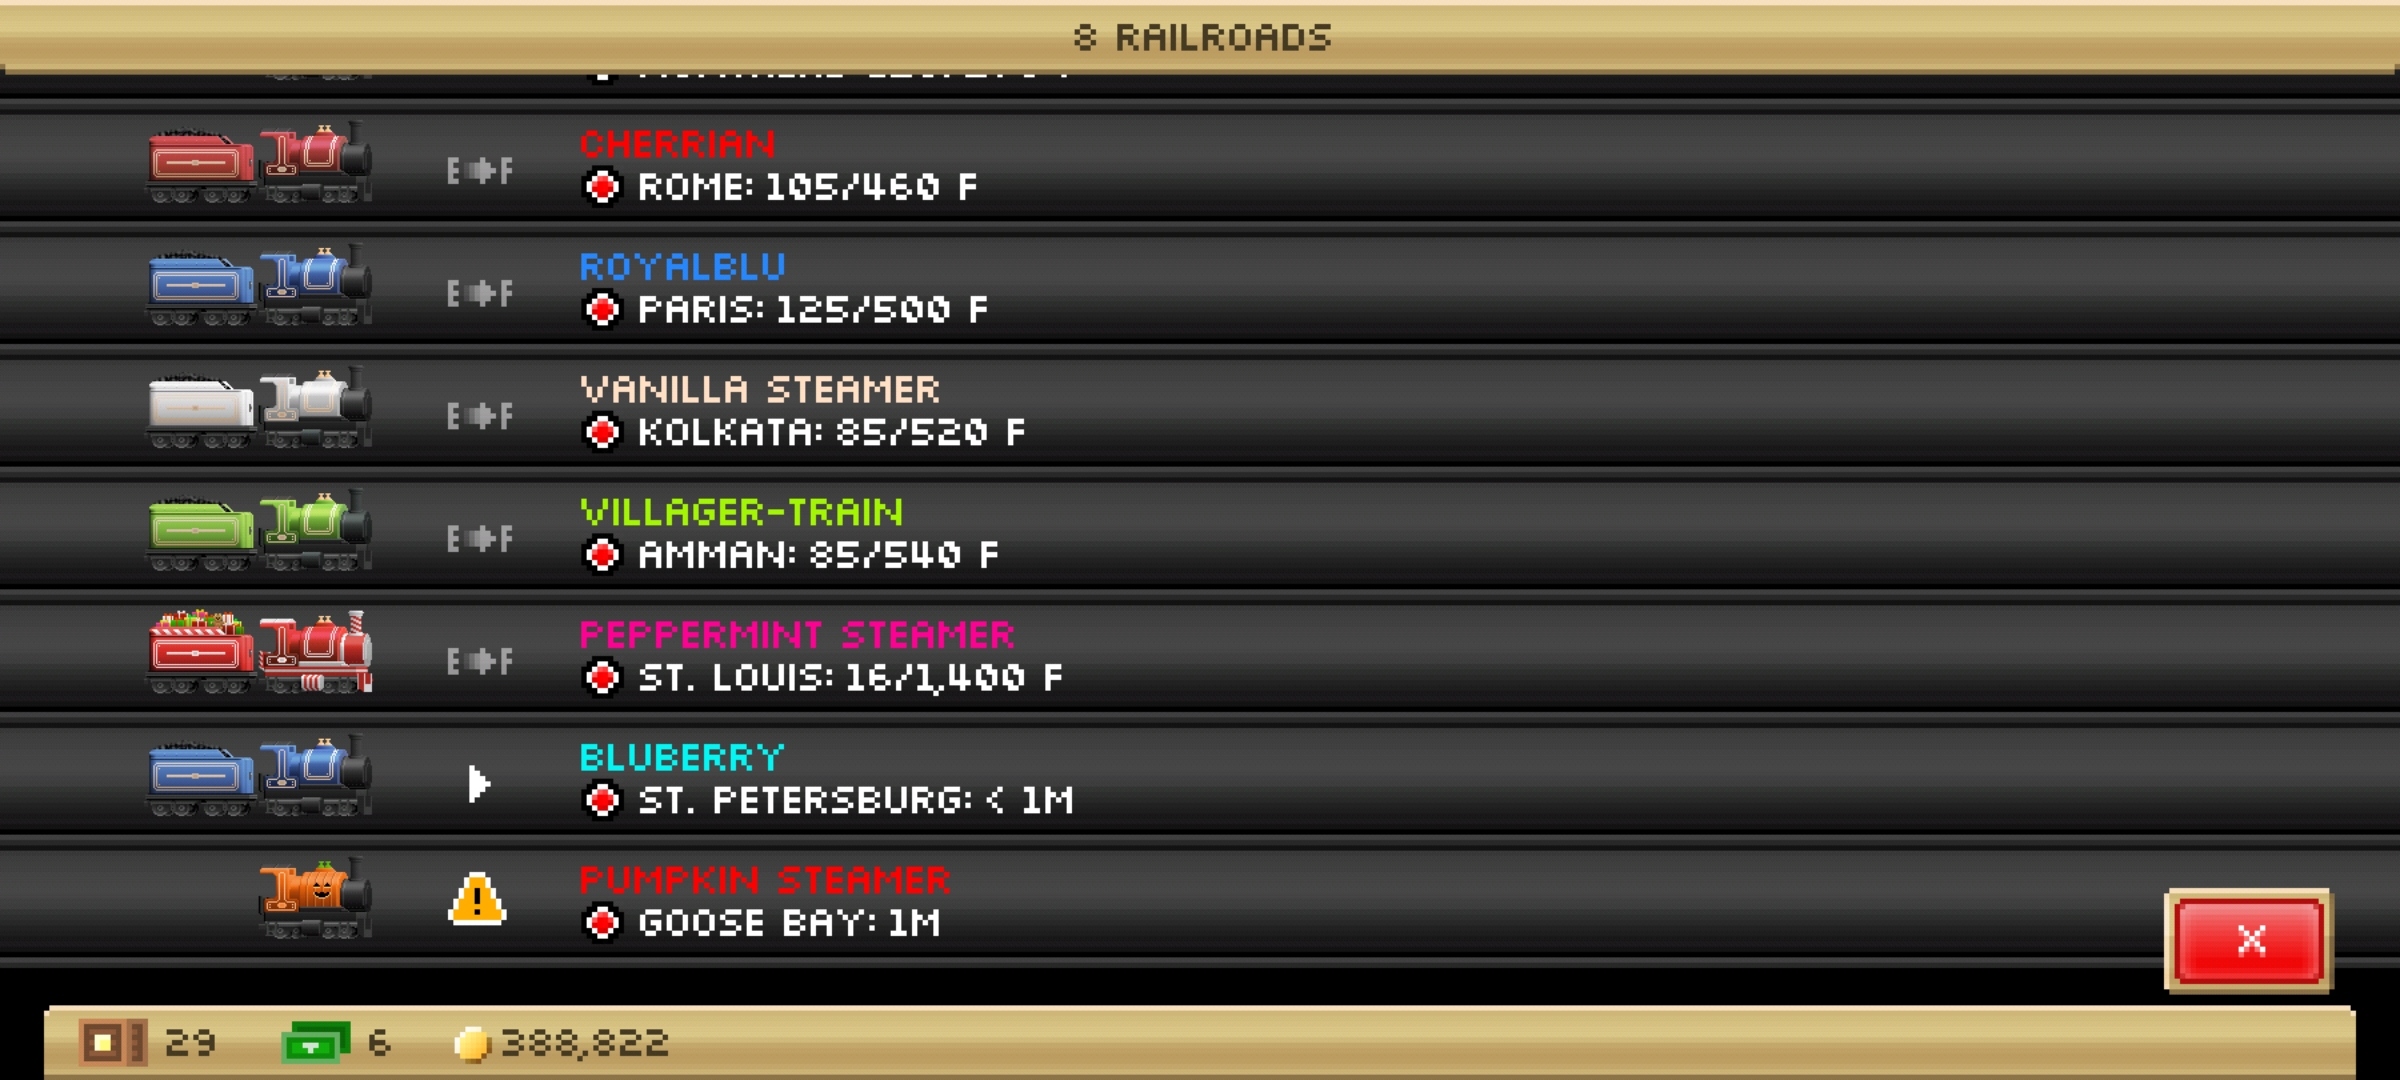 8 RAILROADS
CHERRIAN
E F
ROME: 105/460 F
ROYALBLU
E F
PARIS: 125/500 F
VANILLA STEAMER
E F
KOLKATA: 85/520 F
VILLAGER-TRAIN
E F
AMMAN: 85/540 F
PEPPERMINT STEAMER
E F
ST. LOUIS: 16/1,400 F
BLUBERRY
ST. PETERSBURG: < 1M
PUMPKIN STEAMER
!
GOOSE BAY: 1M
X
29 6 388,822